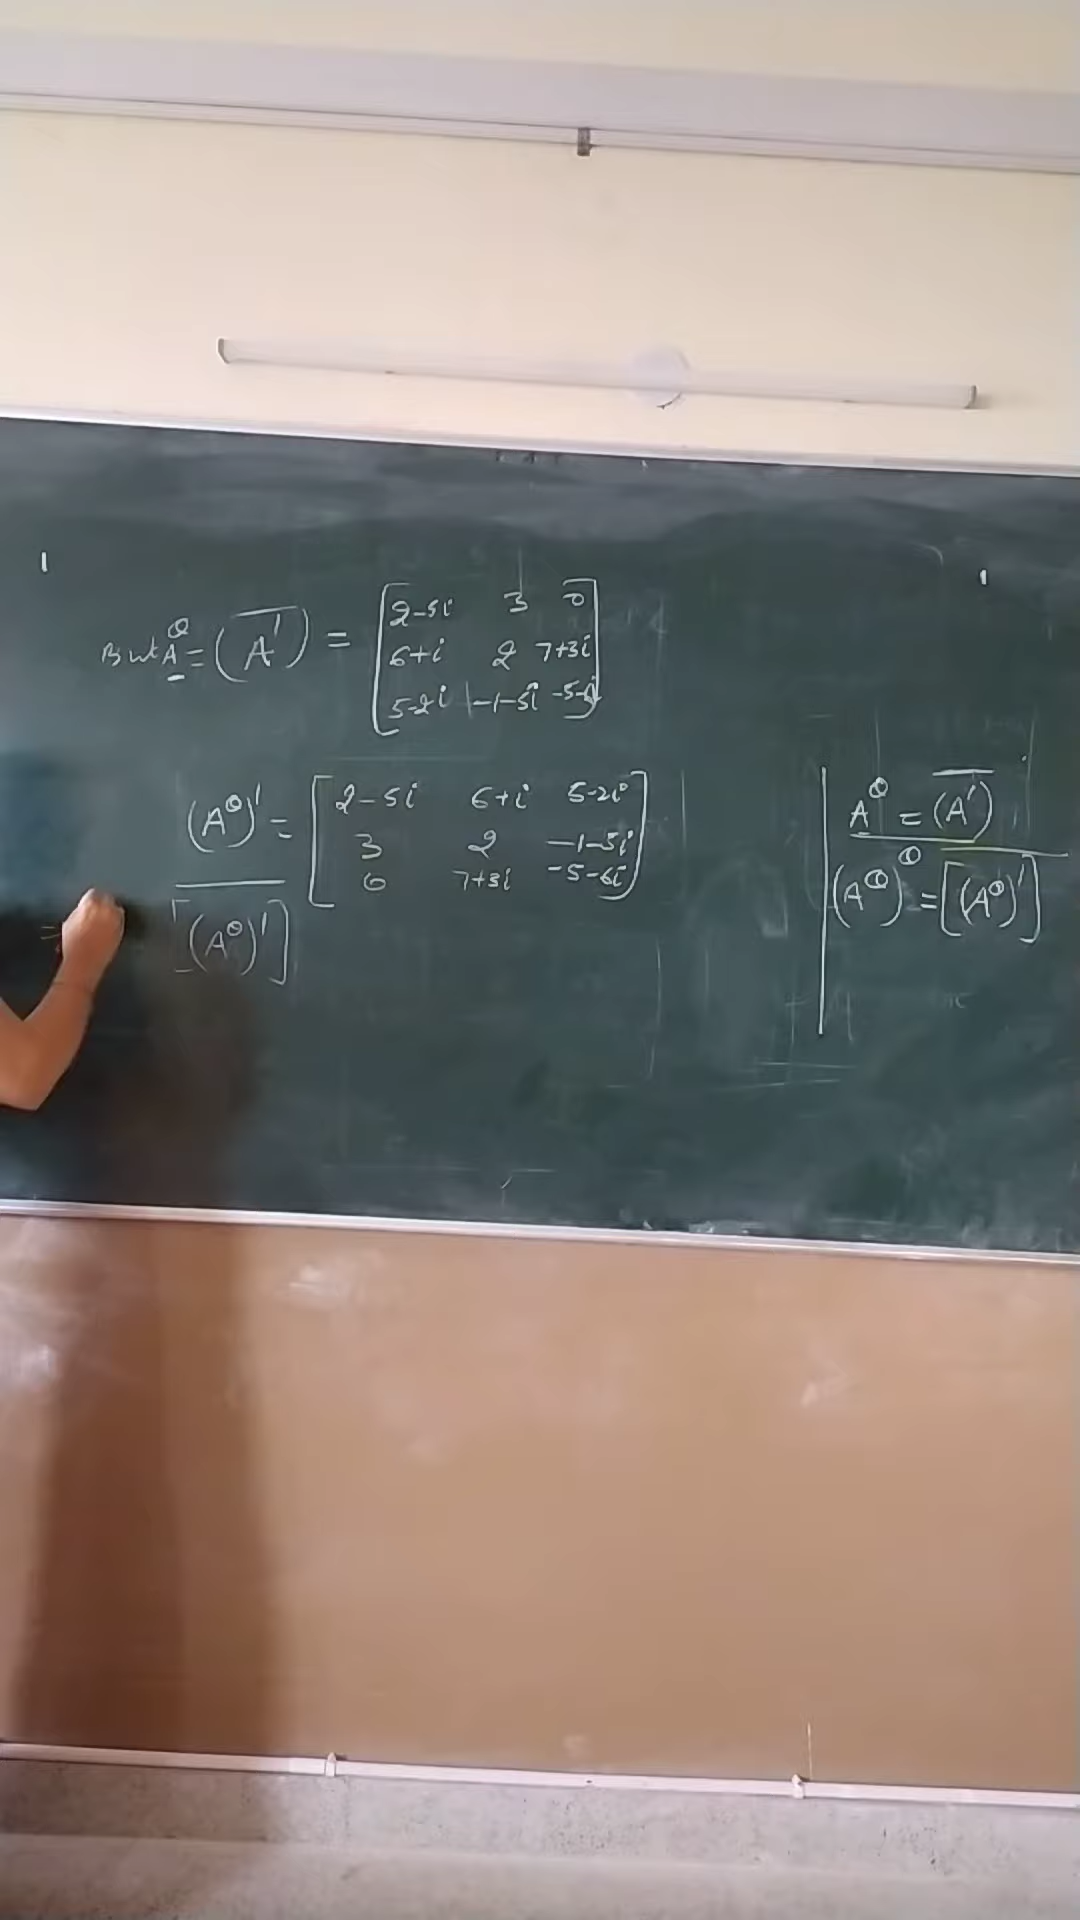 But A^θ = (A')‾ = [2-5i 3 0
6+i 2 7+3i
5-2i -1-5i -5-6i]
(A^θ)' = [2-5i 6+i 5-2i
3 2 -1-5i
0 7+3i -5-6i]
=> [(A^θ)']‾
A^θ = (A')‾
(A^θ)^θ = [(A^θ)']‾